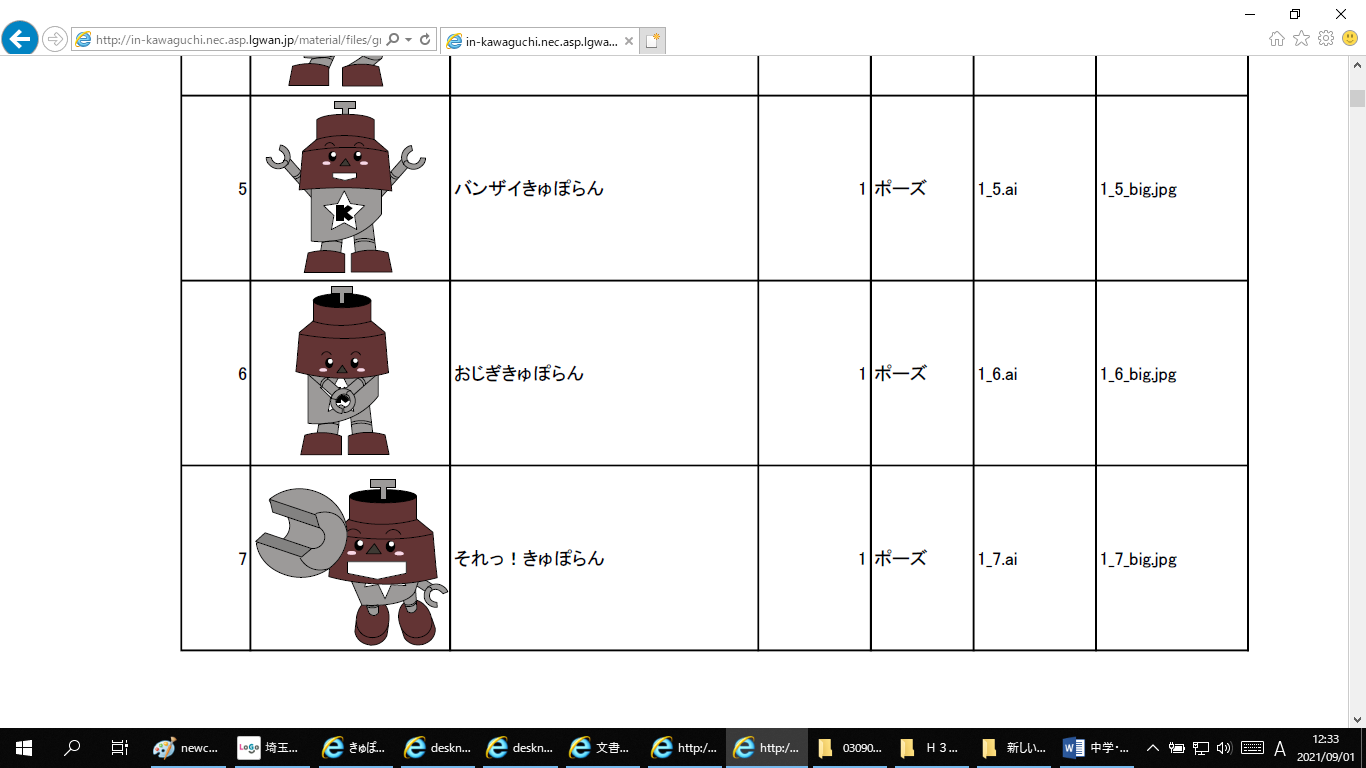 http://in-kawaguchi.nec.asp.lgwan.jp/material/files/g
in-kawaguchi.nec.asp.lgwa...
5 バンザイきゅぽらん 1 ポーズ 1_5.ai 1_5_big.jpg
K
6 おじぎきゅぽらん 1 ポーズ 1_6.ai 1_6_big.jpg
7 それっ！きゅぽらん 1 ポーズ 1_7.ai 1_7_big.jpg
newc... LoGo 埼玉... きゅぽ... deskn... deskn... 文書... http:/... http:/... 03090... Ｈ３... 新しい... 中学・... A 12:33
2021/09/01